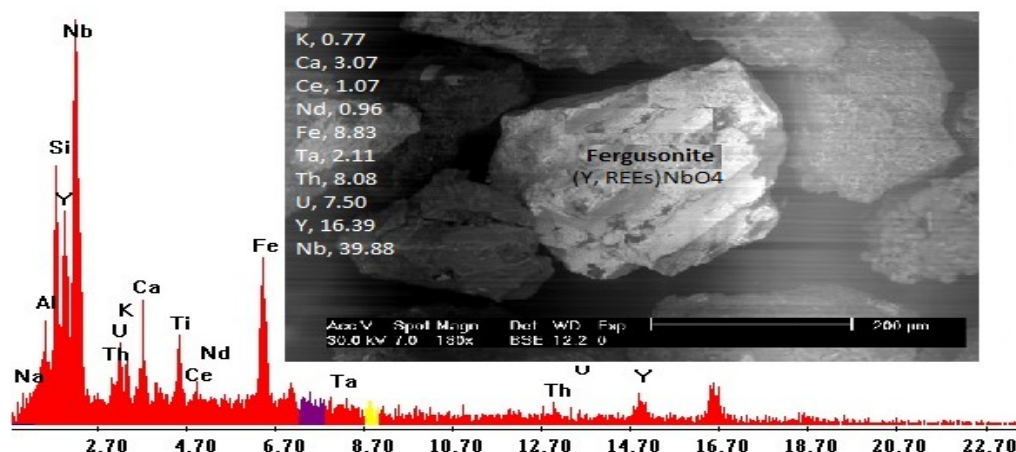 Nb
Si
Y
Al
Na
K
U
Th
Ca
Ti
Nd
Ce
Fe
Ta
Th
U
Y
K, 0.77
Ca, 3.07
Ce, 1.07
Nd, 0.96
Fe, 8.83
Ta, 2.11
Th, 8.08
U, 7.50
Y, 16.39
Nb, 39.88
Fergusonite
(Y, REEs)NbO4
Acc V Spot Magn Det WD Exp
30.0 kV 7.0 180x BSE 12.2 0
200 µm
2.70 4.70 6.70 8.70 10.70 12.70 14.70 16.70 18.70 20.70 22.70